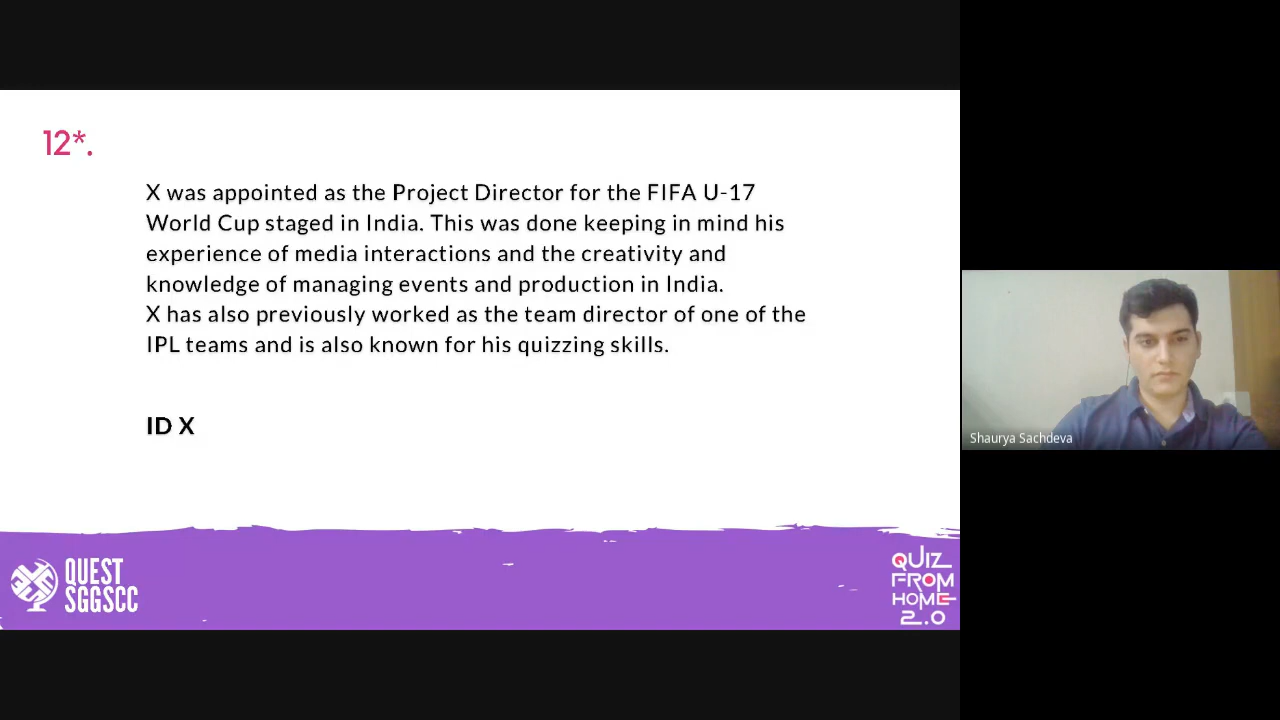 12*.
X was appointed as the Project Director for the FIFA U-17
World Cup staged in India. This was done keeping in mind his
experience of media interactions and the creativity and
knowledge of managing events and production in India.
X has also previously worked as the team director of one of the
IPL teams and is also known for his quizzing skills.
ID X
Shaurya Sachdeva
QUEST
SGGSCC
QUIZ
FROM
HOME
2.0